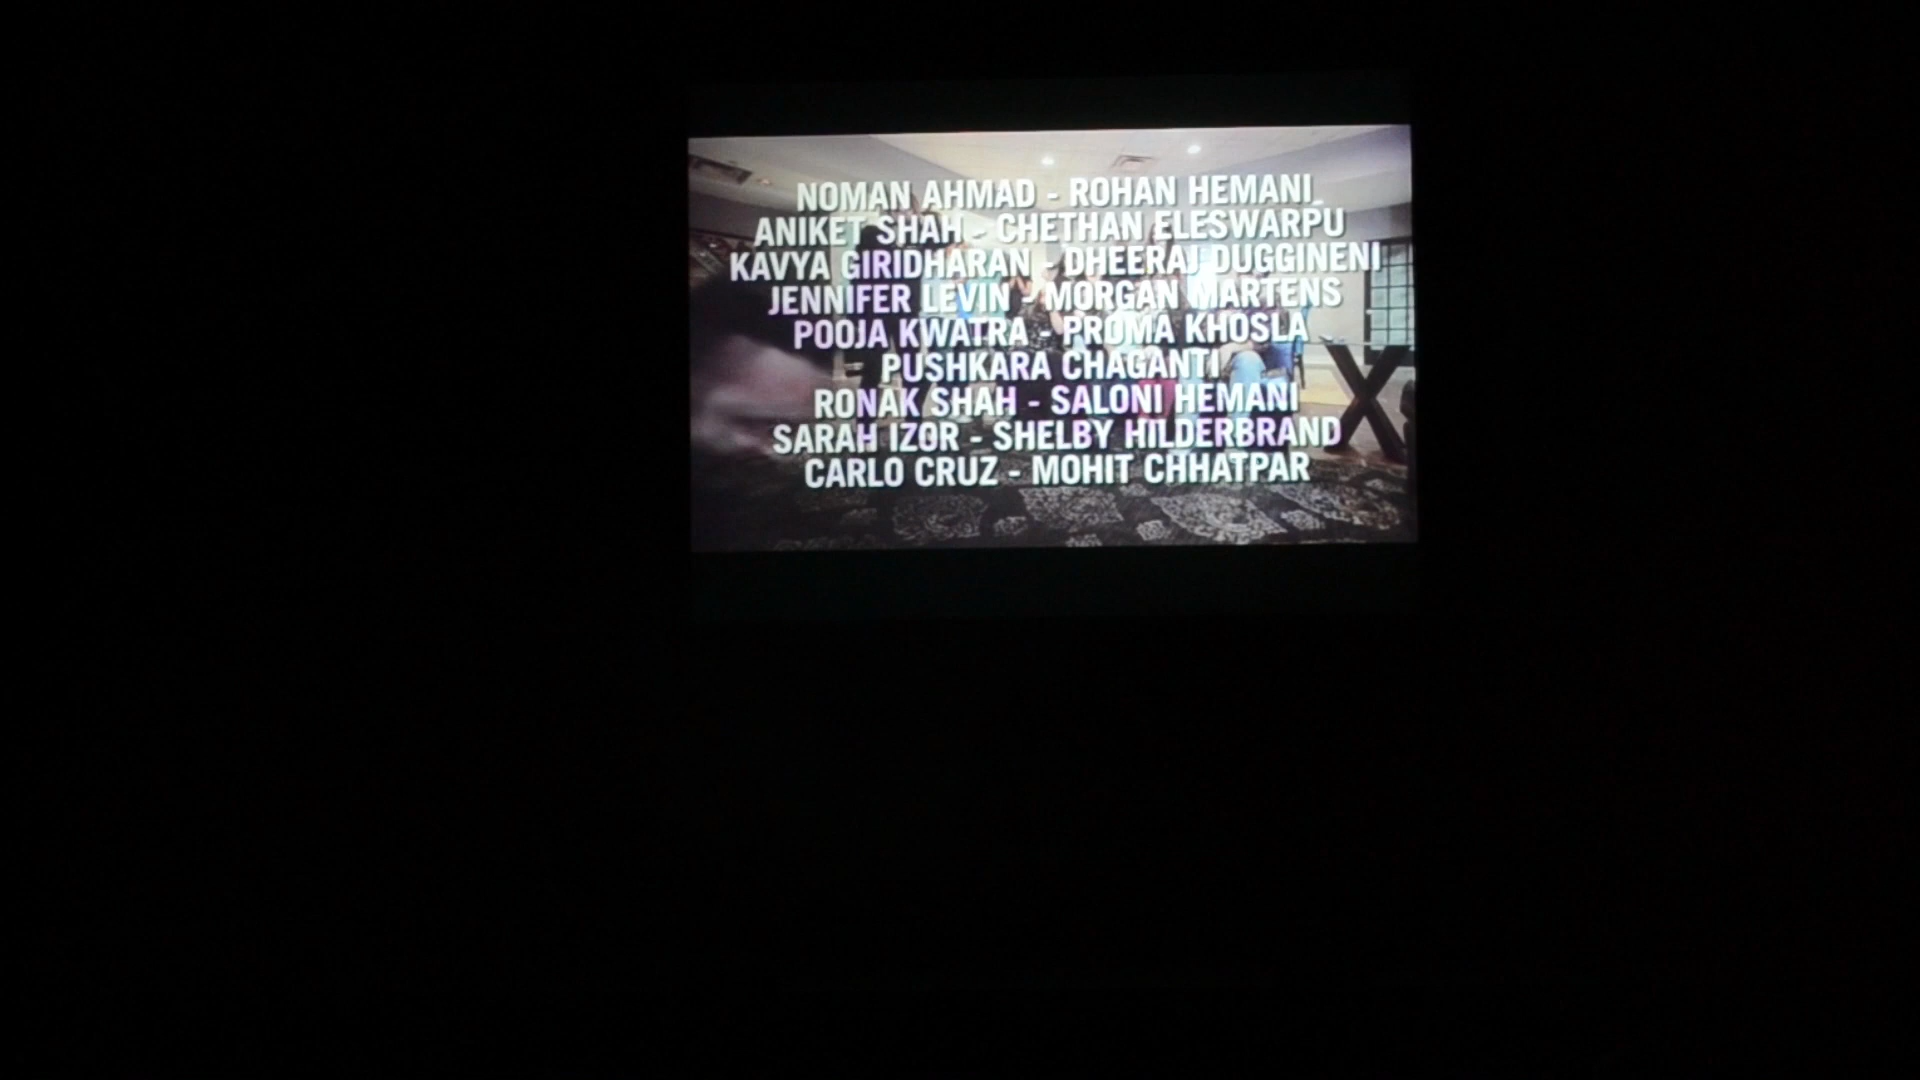 NOMAN AHMAD - ROHAN HEMANI
ANIKET SHAH - CHETHAN ELESWARPU
KAVYA GIRIDHARAN - DHEERAJ DUGGINENI
JENNIFER LEVIN - MORGAN MARTENS
POOJA KWATRA - PROMA KHOSLA
PUSHKARA CHAGANTI
RONAK SHAH - SALONI HEMANI
SARAH IZOR - SHELBY HILDERBRAND
CARLO CRUZ - MOHIT CHHATPAR